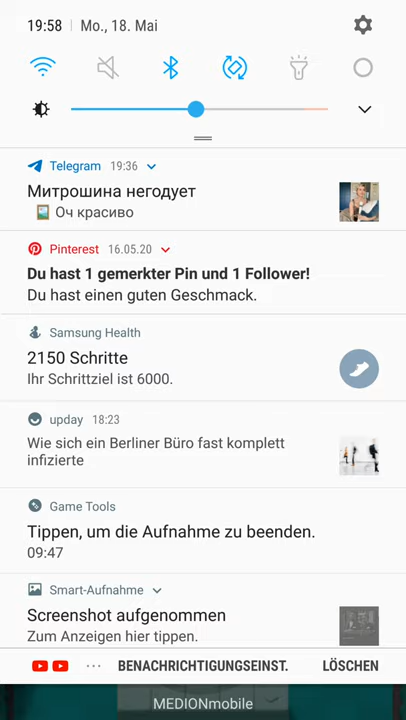 19:58 Mo., 18. Mai
Telegram 19:36
Митрошина негодует
🖼 Оч красиво
Pinterest 16.05.20
Du hast 1 gemerkter Pin und 1 Follower!
Du hast einen guten Geschmack.
Samsung Health
2150 Schritte
Ihr Schrittziel ist 6000.
upday 18:23
Wie sich ein Berliner Büro fast komplett
infizierte
Game Tools
Tippen, um die Aufnahme zu beenden.
09:47
Smart-Aufnahme
Screenshot aufgenommen
Zum Anzeigen hier tippen.
... BENACHRICHTIGUNGSEINST. LÖSCHEN
MEDIONmobile